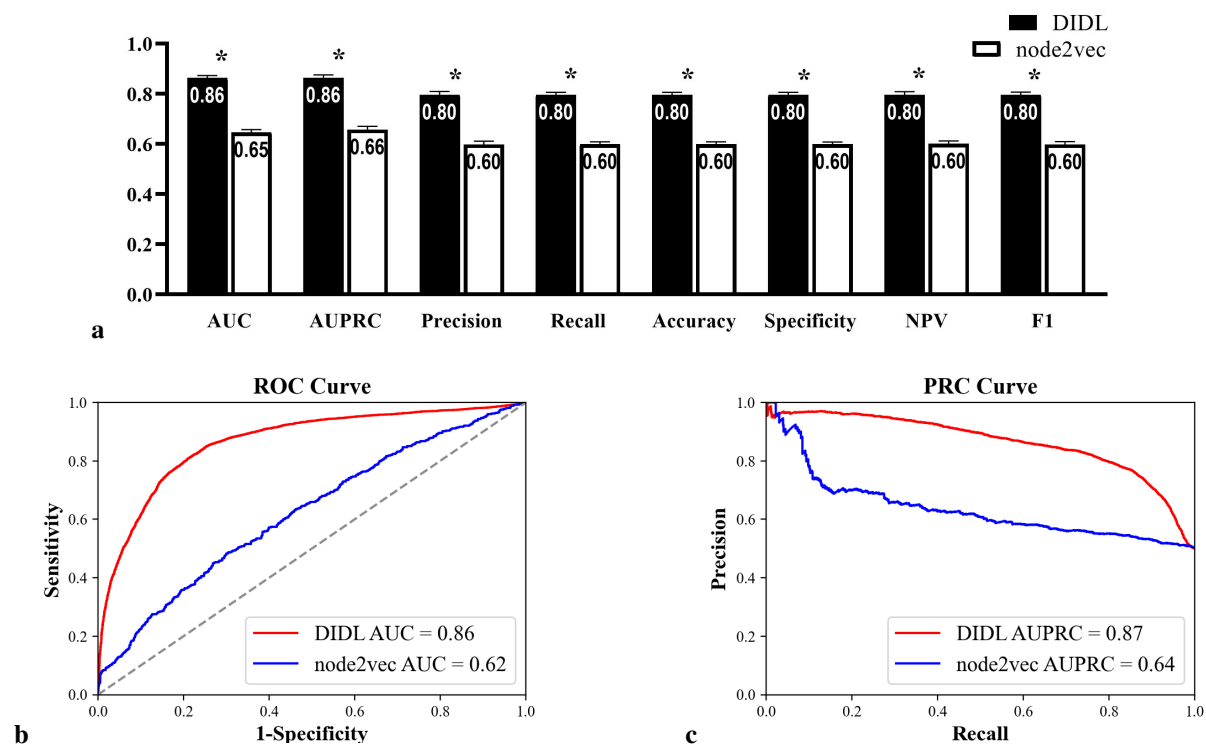 DIDL
node2vec
1.0
0.8
0.6
0.4
0.2
0.0
* * * * * * * *
0.86 0.65 0.86 0.66 0.80 0.60 0.80 0.60 0.80 0.60 0.80 0.60 0.80 0.60 0.80 0.60
AUC AUPRC Precision Recall Accuracy Specificity NPV F1
a
ROC Curve
1.0
0.8
0.6
0.4
0.2
0.0
Sensitivity
DIDL AUC = 0.86
node2vec AUC = 0.62
0.0 0.2 0.4 0.6 0.8 1.0
1-Specificity
b
PRC Curve
1.0
0.8
0.6
0.4
0.2
0.0
Precision
DIDL AUPRC = 0.87
node2vec AUPRC = 0.64
0.0 0.2 0.4 0.6 0.8 1.0
Recall
c